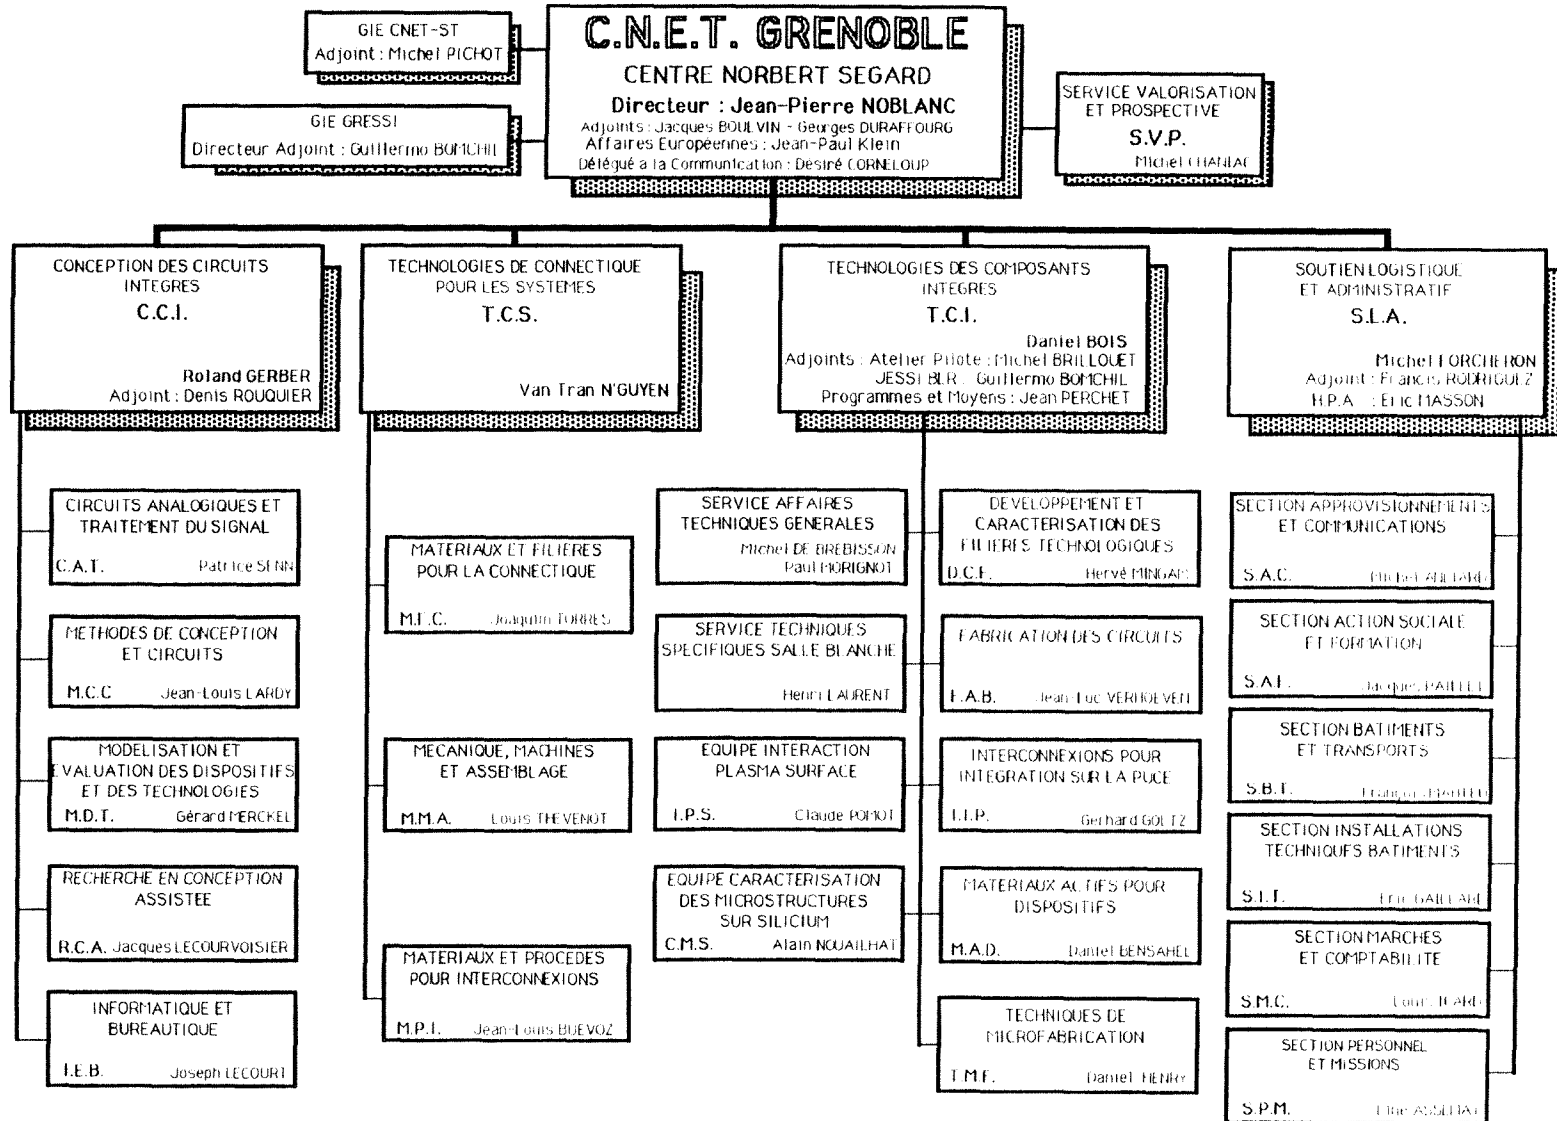 GIE CNET-ST
Adjoint : Michel PICHOT
GIE GRESSI
Directeur Adjoint : Guillermo BOMCHIL
C.N.E.T. GRENOBLE
CENTRE NORBERT SEGARD
Directeur : Jean-Pierre NOBLANC
Adjoints : Jacques BOULVIN - Georges DURAFFOURG
Affaires Européennes : Jean-Paul Klein
Délégué a la Communication : Désiré CORNELOUP
SERVICE VALORISATION
ET PROSPECTIVE
S.V.P.
Michel
CONCEPTION DES CIRCUITS
INTEGRES
C.C.I.
Roland GERBER
Adjoint : Denis ROUQUIER
TECHNOLOGIES DE CONNECTIQUE
POUR LES SYSTEMES
T.C.S.
Van Tran N'GUYEN
TECHNOLOGIES DES COMPOSANTS
INTEGRES
T.C.I.
Daniel BOIS
Adjoints : Atelier Pilote : Michel BRILLOUET
JESSI Guillermo BOMCHIL
Programmes et Moyens : Jean PERCHET
SOUTIEN LOGISTIQUE
ET ADMINISTRATIF
S.L.A.
Michel FORCHERON
Adjoint : Francis RODRIGUEZ
H.P.A : Eric MASSON
CIRCUITS ANALOGIQUES ET
TRAITEMENT DU SIGNAL
C.A.T. Patrice SENN
METHODES DE CONCEPTION
ET CIRCUITS
M.C.C Jean-Louis LARDY
MODELISATION ET
EVALUATION DES DISPOSITIFS
ET DES TECHNOLOGIES
M.D.T. Gérard MERCKEL
RECHERCHE EN CONCEPTION
ASSISTEE
R.C.A. Jacques LECOURVOISIER
INFORMATIQUE ET
BUREAUTIQUE
I.E.B. Joseph LECOURT
MATERIAUX ET FILIERES
POUR LA CONNECTIQUE
M.F.C. Joaquim TORRES
MECANIQUE, MACHINES
ET ASSEMBLAGE
M.M.A. Louis THEVENOT
MATERIAUX ET PROCEDES
POUR INTERCONNEXIONS
M.P.I. Jean-Louis BUEVOZ
SERVICE AFFAIRES
TECHNIQUES GENERALES
Michel DE BREBISSON
Paul MORIGNOT
SERVICE TECHNIQUES
SPECIFIQUES SALLE BLANCHE
Henri LAURENT
EQUIPE INTERACTION
PLASMA SURFACE
I.P.S. Claude POMOT
EQUIPE CARACTERISATION
DES MICROSTRUCTURES
SUR SILICIUM
C.M.S. Alain NOUAILHAT
DEVELOPPEMENT ET
CARACTERISATION DES
FILIERES TECHNOLOGIQUES
D.C.F. Hervé MINGAM
FABRICATION DES CIRCUITS
F.A.B. Jean-Luc VERHOEVEN
INTERCONNEXIONS POUR
INTEGRATION SUR LA PUCE
I.I.P. Gerhard GOLTZ
MATERIAUX ACTIFS POUR
DISPOSITIFS
M.A.D. Daniel BENSAHEL
TECHNIQUES DE
MICROFABRICATION
T.M.F. Daniel HENRY
SECTION APPROVISIONNEMENTS
ET COMMUNICATIONS
S.A.C. Michel
SECTION ACTION SOCIALE
ET FORMATION
S.A.F. Jacques
SECTION BATIMENTS
ET TRANSPORTS
S.B.T.
SECTION INSTALLATIONS
TECHNIQUES BATIMENTS
S.I.T. Eric
SECTION MARCHES
ET COMPTABILITE
S.M.C. Louis
SECTION PERSONNEL
ET MISSIONS
S.P.M.